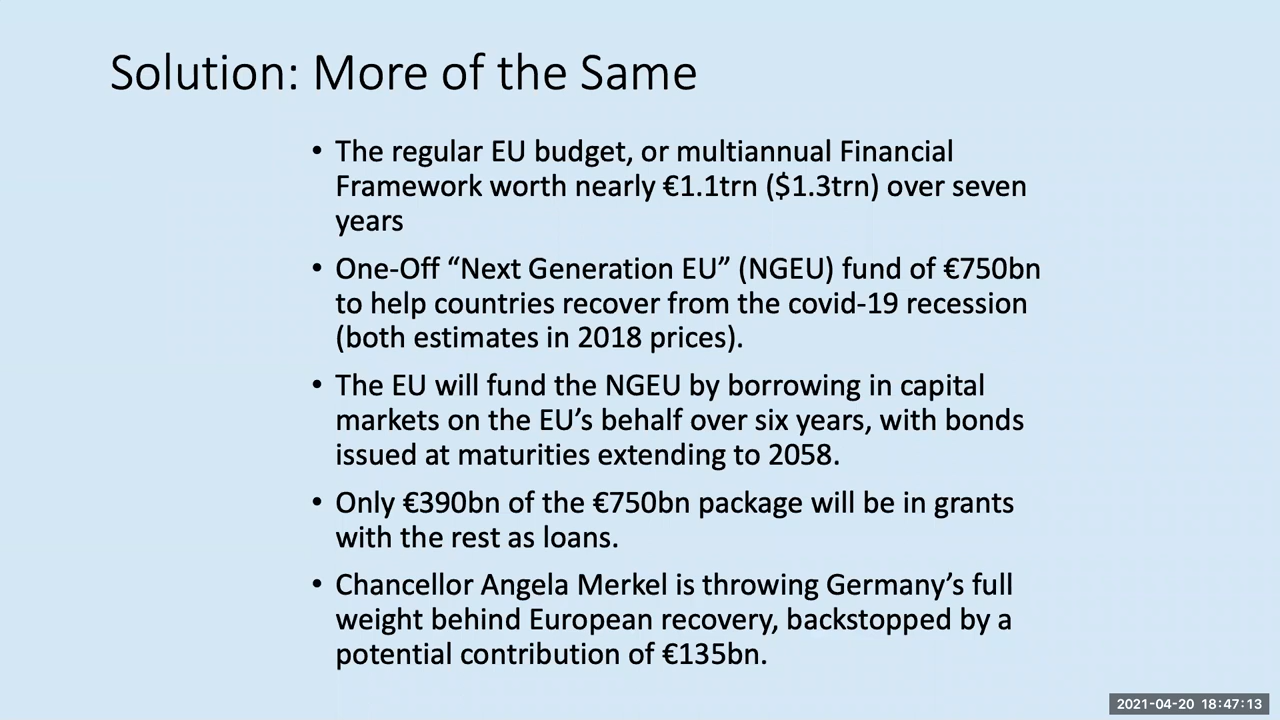 Solution: More of the Same
• The regular EU budget, or multiannual Financial
Framework worth nearly €1.1trn ($1.3trn) over seven
years
• One-Off “Next Generation EU” (NGEU) fund of €750bn
to help countries recover from the covid-19 recession
(both estimates in 2018 prices).
• The EU will fund the NGEU by borrowing in capital
markets on the EU’s behalf over six years, with bonds
issued at maturities extending to 2058.
• Only €390bn of the €750bn package will be in grants
with the rest as loans.
• Chancellor Angela Merkel is throwing Germany’s full
weight behind European recovery, backstopped by a
potential contribution of €135bn.
2021-04-20 18:47:13